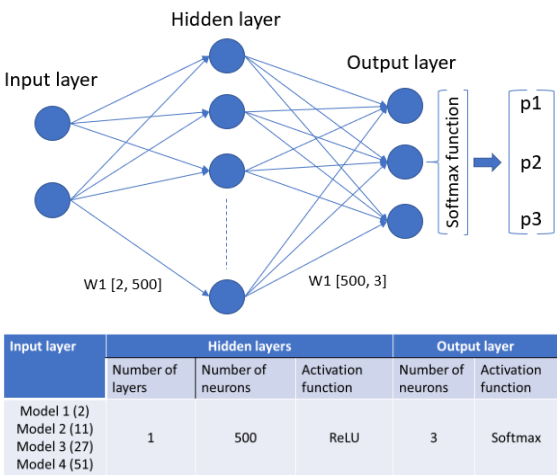 Hidden layer
Input layer
Output layer
Softmax function
p1
p2
p3
W1 [2, 500]
W1 [500, 3]
Input layer
Hidden layers
Output layer
Number of layers
Number of neurons
Activation function
Number of neurons
Activation function
Model 1 (2)
Model 2 (11)
Model 3 (27)
Model 4 (51)
1
500
ReLU
3
Softmax